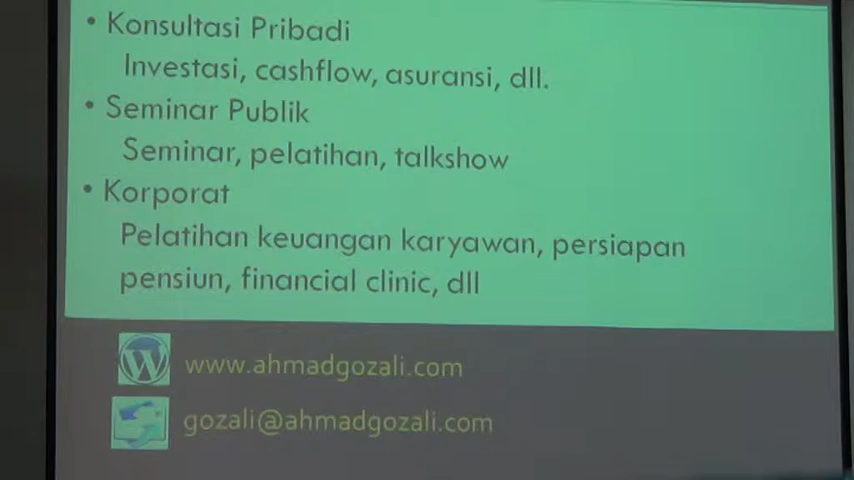 • Konsultasi Pribadi
Investasi, cashflow, asuransi, dll.
• Seminar Publik
Seminar, pelatihan, talkshow
• Korporat
Pelatihan keuangan karyawan, persiapan
pensiun, financial clinic, dll
www.ahmadgozali.com
gozali@ahmadgozali.com